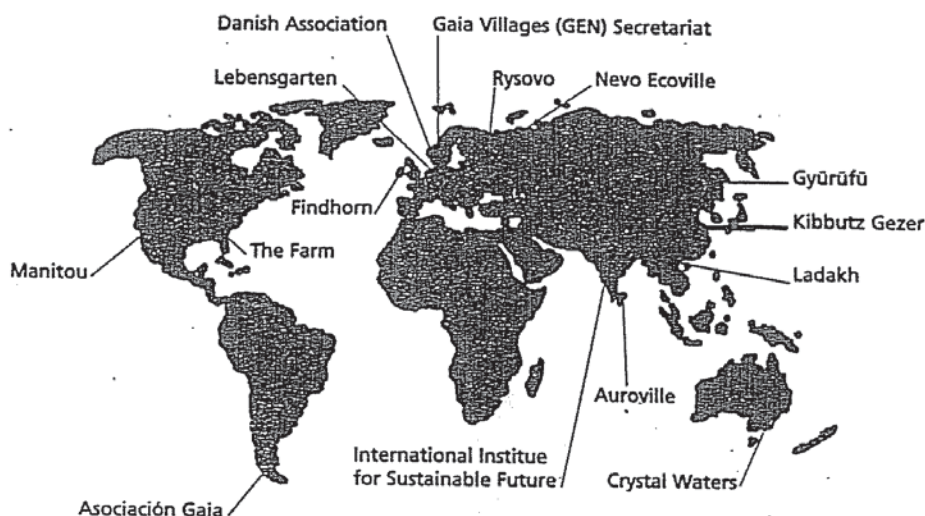 Danish Association
Gaia Villages (GEN) Secretariat
Lebensgarten
Rysovo
Nevo Ecoville
Findhorn
Gyürüfü
Kibbutz Gezer
The Farm
Manitou
Ladakh
Auroville
International Institue
for Sustainable Future
Crystal Waters
Asociación Gaia